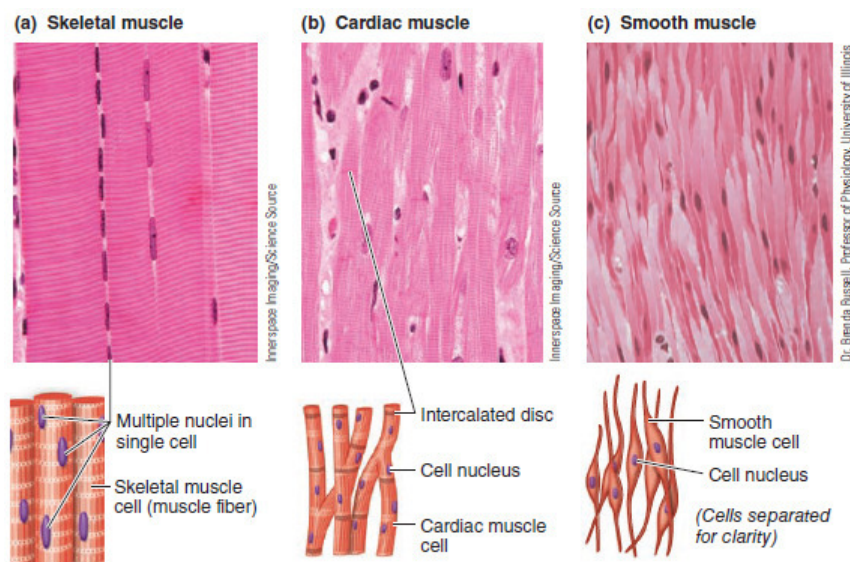 (a) Skeletal muscle
(b) Cardiac muscle
(c) Smooth muscle
Innerspace Imaging/Science Source
Innerspace Imaging/Science Source
Dr. Brenda Russell, Professor of Physiology, University of Illinois
Multiple nuclei in
single cell
Skeletal muscle
cell (muscle fiber)
Intercalated disc
Cell nucleus
Cardiac muscle
cell
Smooth
muscle cell
Cell nucleus
(Cells separated
for clarity)